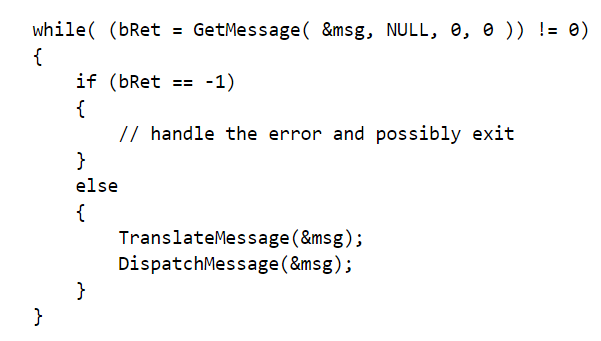 while( (bRet = GetMessage( &msg, NULL, 0, 0 )) != 0)
{
    if (bRet == -1)
    {
        // handle the error and possibly exit
    }
    else
    {
        TranslateMessage(&msg);
        DispatchMessage(&msg);
    }
}